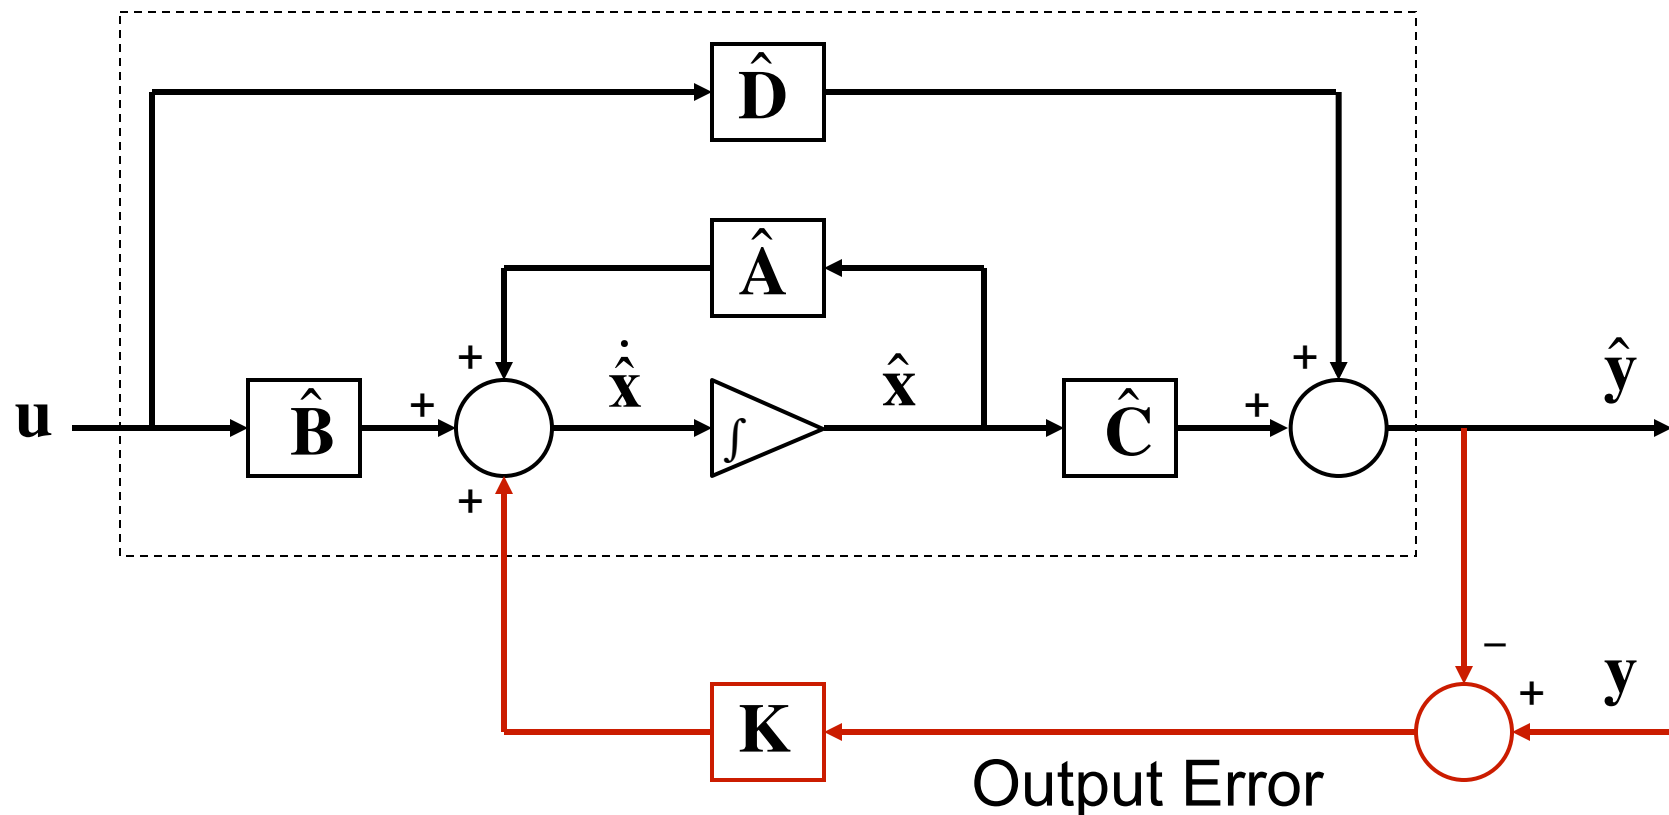 D̂
Â
+ ẋ̂ x̂ + ŷ
u B̂ + ∫ Ĉ +
+
−
+ y
K
Output Error